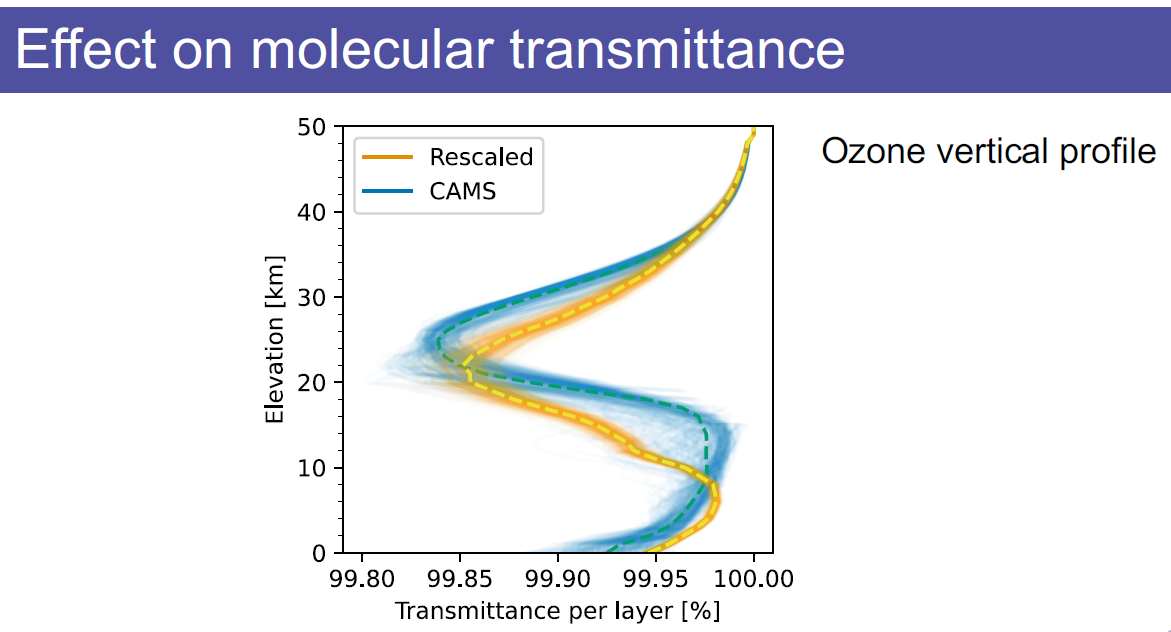 Effect on molecular transmittance
Ozone vertical profile
Rescaled
CAMS
50
40
30
20
10
0
Elevation [km]
99.80 99.85 99.90 99.95 100.00
Transmittance per layer [%]